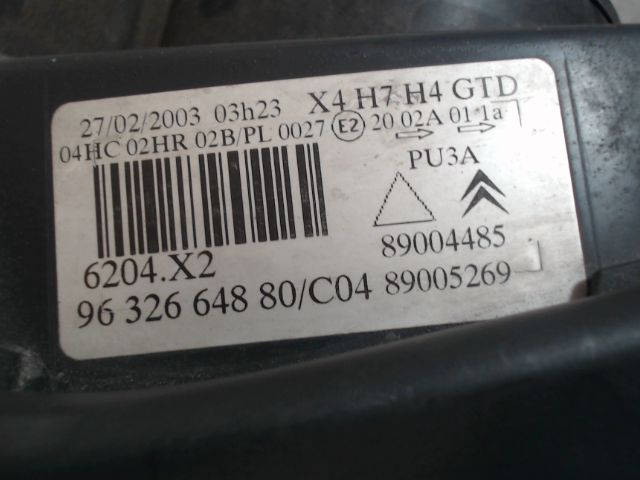 27/02/2003 03h23 X4 H7 H4 GTD
04HC 02HR 02B/PL 0027 E2 20 02A 01 1a
PU3A
89004485
6204.X2
96 326 648 80/C04 89005269